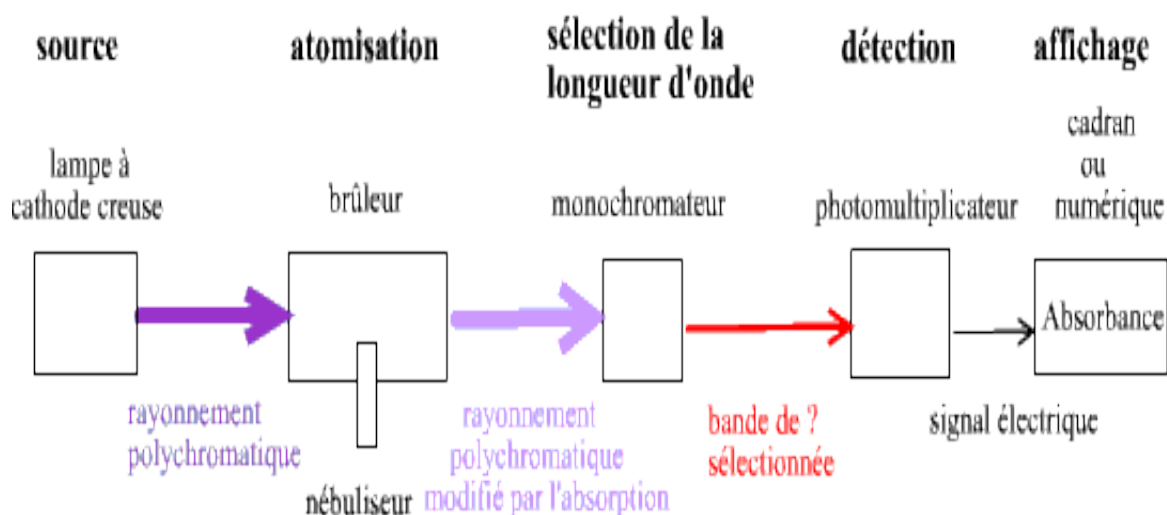 source
atomisation
sélection de la
longueur d'onde
détection
affichage
lampe à
cathode creuse
brûleur
monochromateur
photomultiplicateur
cadran
ou
numérique
Absorbance
rayonnement
polychromatique
nébuliseur
rayonnement
polychromatique
modifié par l'absorption
bande de ?
sélectionnée
signal électrique